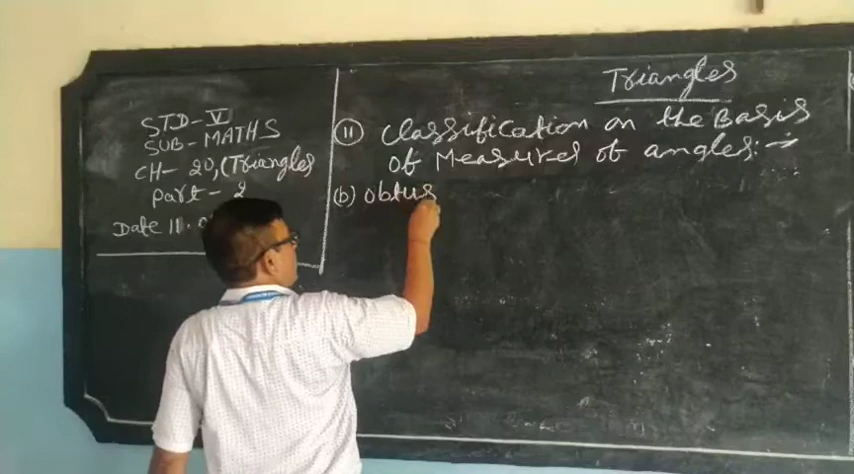 STD - V
SUB - MATHS
CH - 20, (Triangles
Part - 2
Date 11.0
Triangles
(11) Classification on the Basis
of Measures of angles :-
(b) obtus